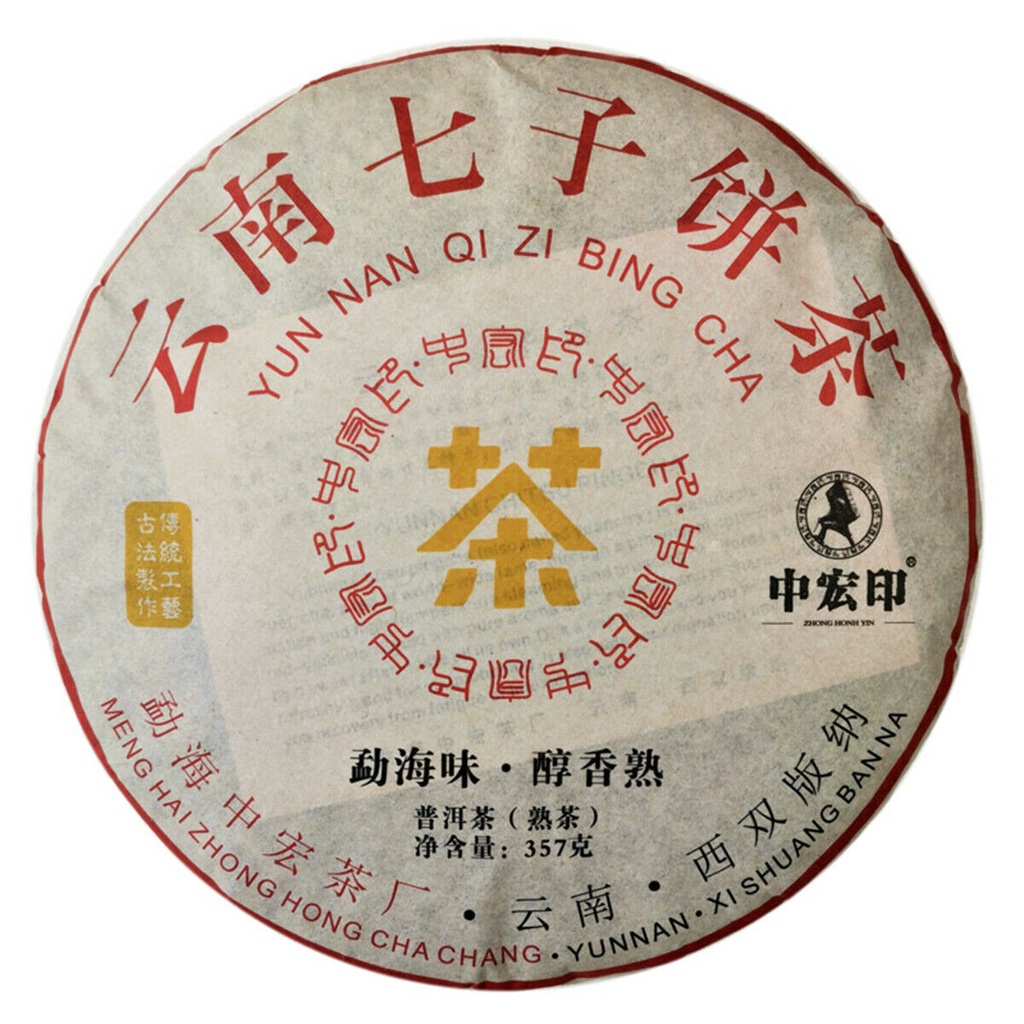 云南七子饼茶
YUN NAN QI ZI BING CHA
中宏印·中宏印·中宏印·中宏印·中宏印·中宏印·中宏印·
茶
傳統工藝
古法製作
中宏印®
ZHONG HONH YIN
勐海味·醇香熟
普洱茶(熟茶)
净含量:357克
勐海中宏茶厂·云南·西双版纳
MENG HAI ZHONG HONG CHA CHANG·YUNNAN·XI SHUANG BAN NA